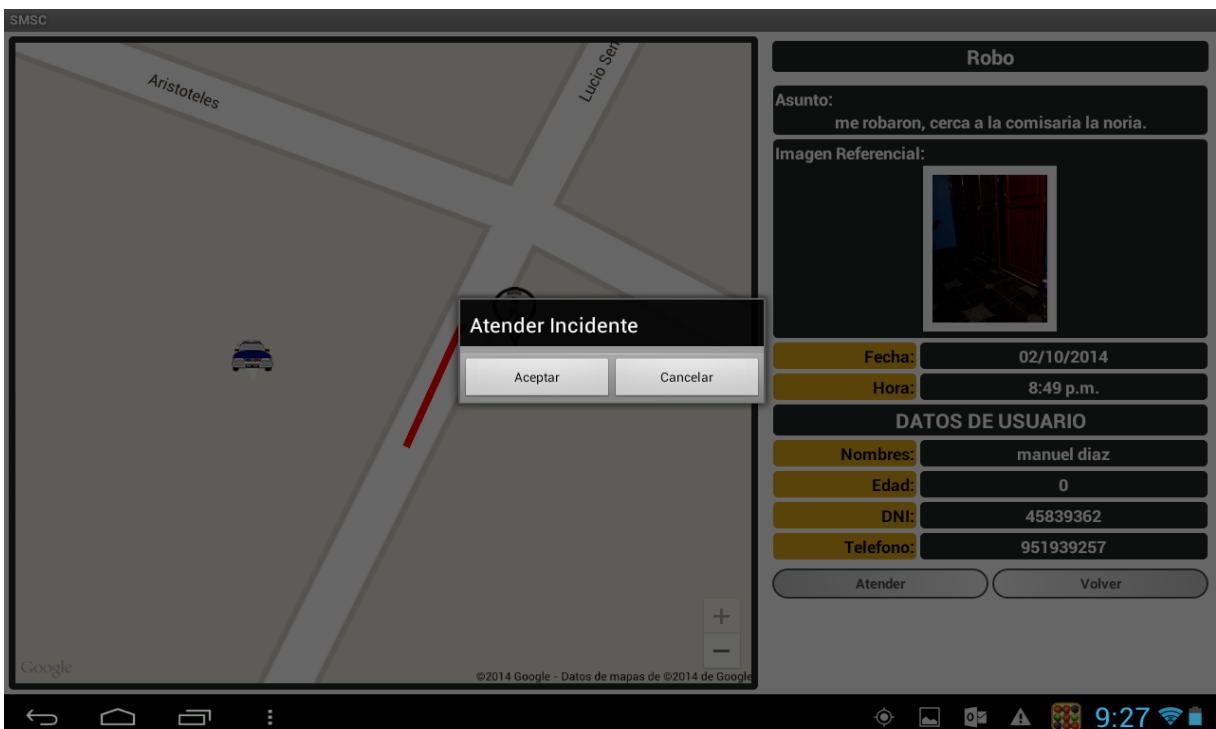 SMSC
Aristoteles
Lucio Ser
Robo
Asunto:
me robaron, cerca a la comisaria la noria.
Imagen Referencial:
Atender Incidente
Aceptar
Cancelar
Fecha:
02/10/2014
Hora:
8:49 p.m.
DATOS DE USUARIO
Nombres:
manuel diaz
Edad:
0
DNI:
45839362
Telefono:
951939257
Atender
Volver
Google
©2014 Google - Datos de mapas de ©2014 de Google
9:27